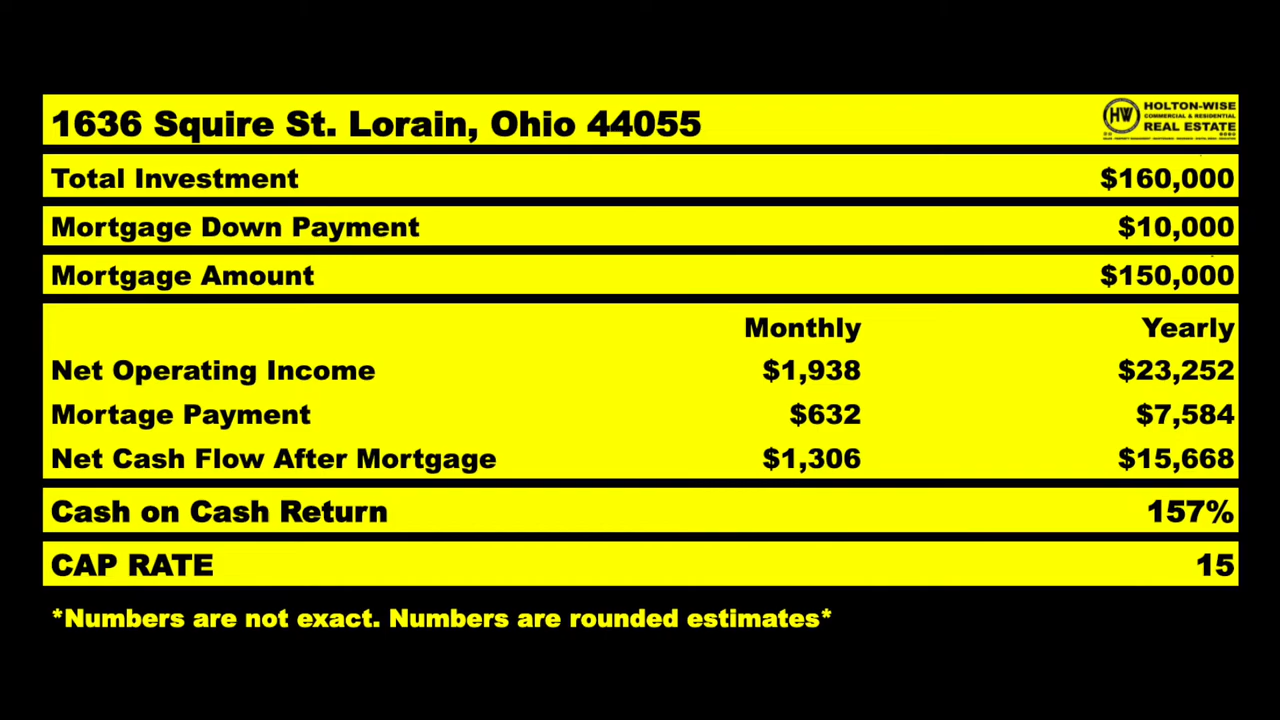 1636 Squire St. Lorain, Ohio 44055
HW
HOLTON-WISE
COMMERCIAL & RESIDENTIAL
REAL ESTATE
Total Investment $160,000
Mortgage Down Payment $10,000
Mortgage Amount $150,000
Monthly Yearly
Net Operating Income $1,938 $23,252
Mortage Payment $632 $7,584
Net Cash Flow After Mortgage $1,306 $15,668
Cash on Cash Return 157%
CAP RATE 15
*Numbers are not exact. Numbers are rounded estimates*